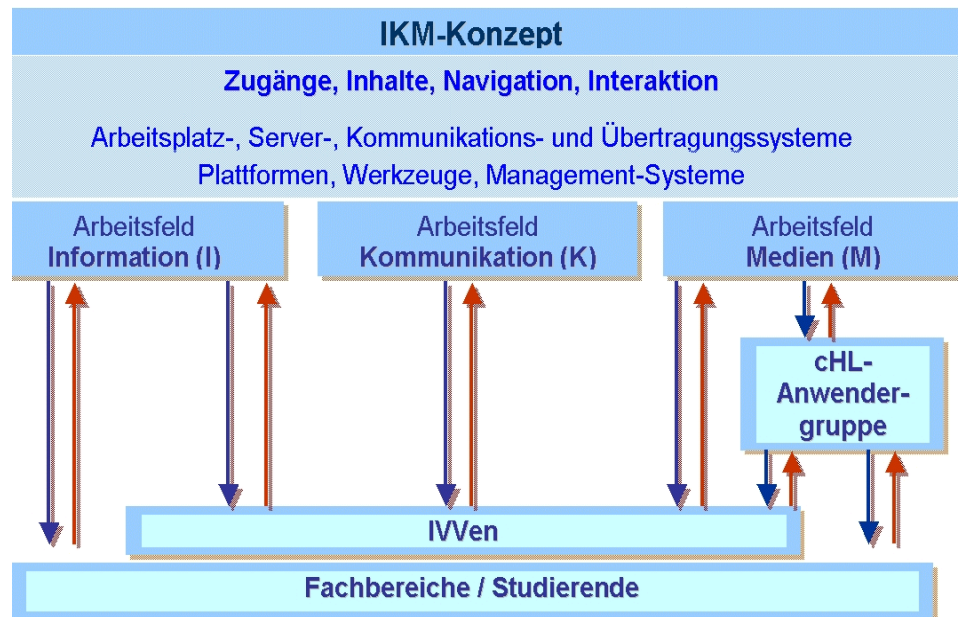 IKM-Konzept
Zugänge, Inhalte, Navigation, Interaktion
Arbeitsplatz-, Server-, Kommunikations- und Übertragungssysteme
Plattformen, Werkzeuge, Management-Systeme
Arbeitsfeld
Information (I)
Arbeitsfeld
Kommunikation (K)
Arbeitsfeld
Medien (M)
cHL-
Anwender-
gruppe
IVVen
Fachbereiche / Studierende